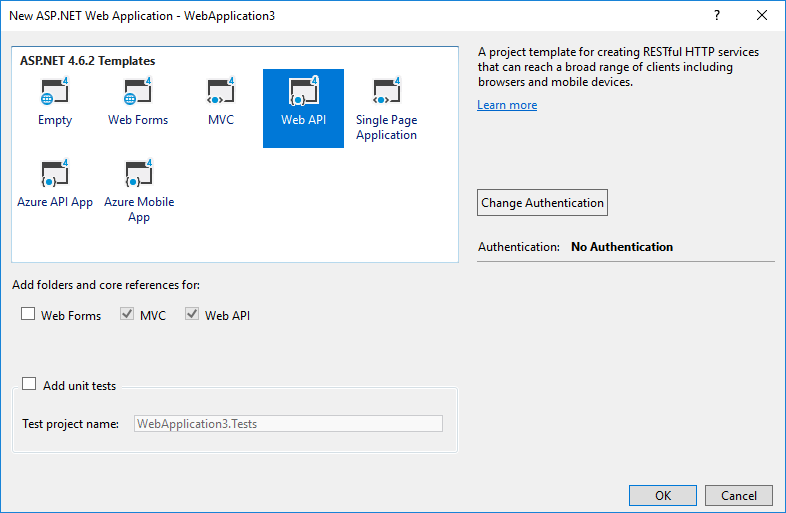 New ASP.NET Web Application - WebApplication3
ASP.NET 4.6.2 Templates
4 4 4 4 4
Empty Web Forms MVC Web API Single Page
Application
4 4
Azure API App Azure Mobile
App
A project template for creating RESTful HTTP services
that can reach a broad range of clients including
browsers and mobile devices.
Learn more
Change Authentication
Authentication: No Authentication
Add folders and core references for:
Web Forms MVC Web API
Add unit tests
Test project name: WebApplication3.Tests
OK Cancel